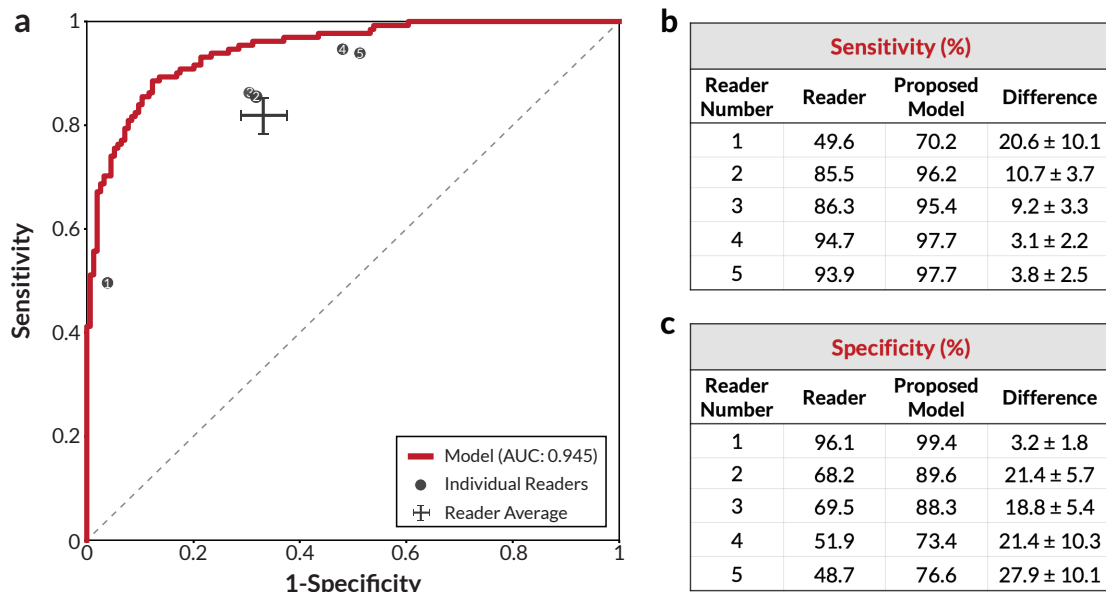 a
1
0.8
0.6
0.4
0.2
0
Sensitivity
0
0.2
0.4
0.6
0.8
1
1-Specificity
1
2
3
4
5
Model (AUC: 0.945)
Individual Readers
Reader Average
b
Sensitivity (%)
Reader Number Reader Proposed Model Difference
1 49.6 70.2 20.6 ± 10.1
2 85.5 96.2 10.7 ± 3.7
3 86.3 95.4 9.2 ± 3.3
4 94.7 97.7 3.1 ± 2.2
5 93.9 97.7 3.8 ± 2.5
c
Specificity (%)
Reader Number Reader Proposed Model Difference
1 96.1 99.4 3.2 ± 1.8
2 68.2 89.6 21.4 ± 5.7
3 69.5 88.3 18.8 ± 5.4
4 51.9 73.4 21.4 ± 10.3
5 48.7 76.6 27.9 ± 10.1